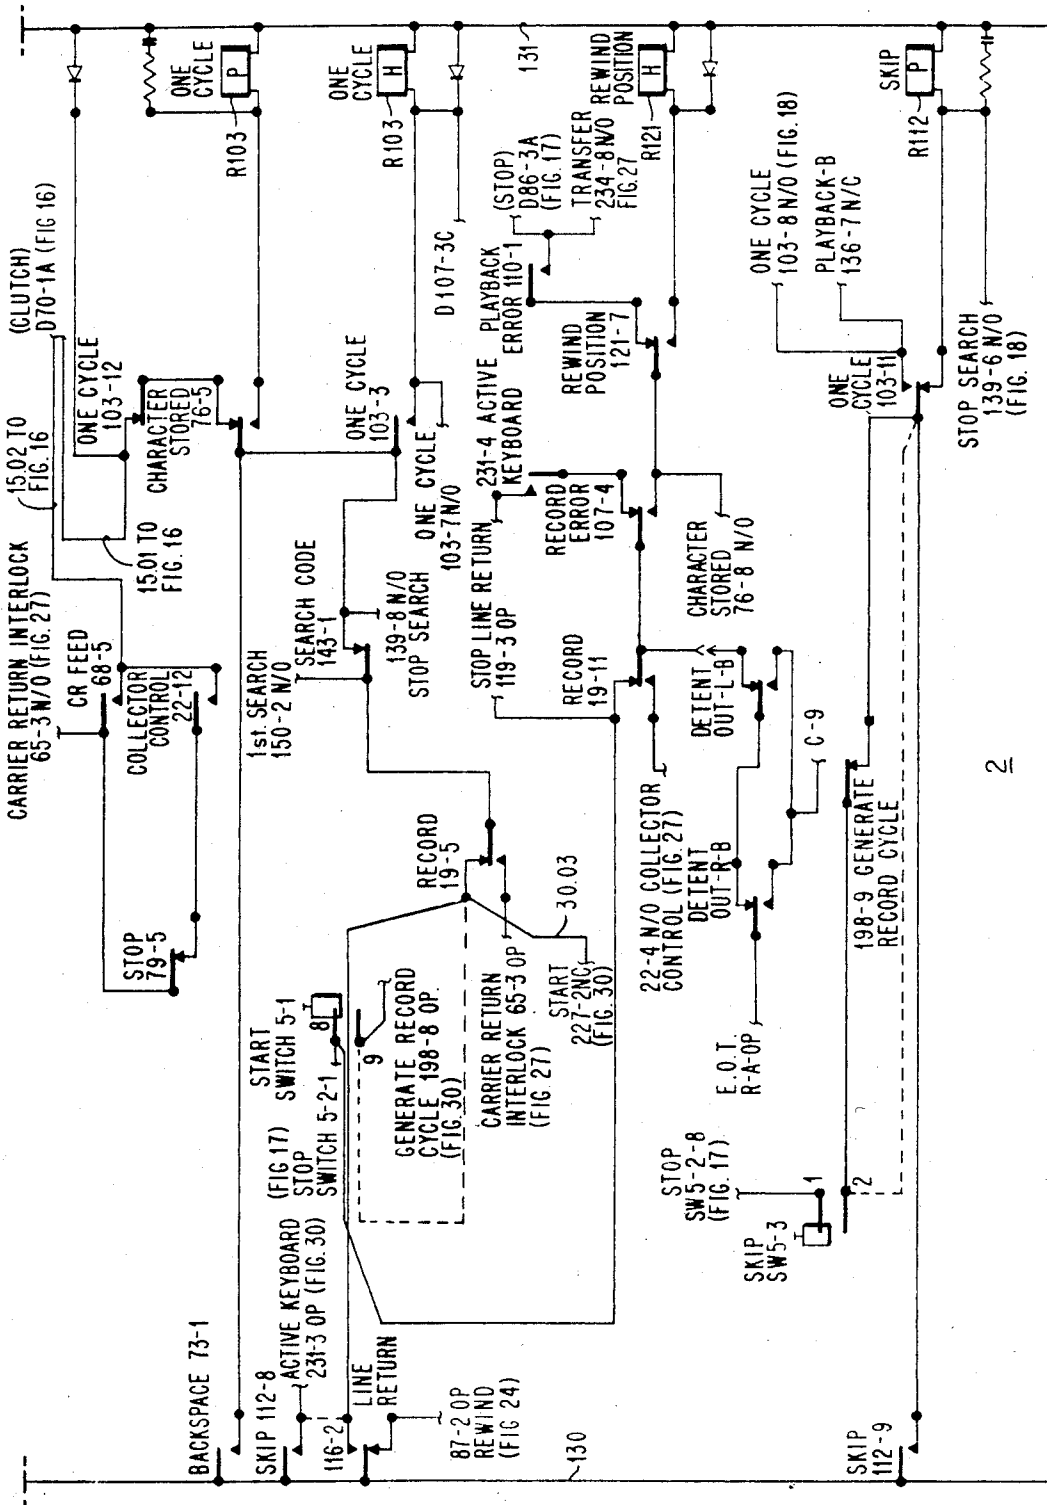 CARRIER RETURN INTERLOCK
65-3 N/O (FIG. 27)
CR FEED
68-5
STOP
79-5
COLLECTOR
CONTROL
22-12
15.02 TO
FIG. 16
15.01 TO
FIG. 16
(CLUTCH)
D70-1A (FIG 16)
ONE CYCLE
103-12
CHARACTER
STORED
76-5
ONE
CYCLE
P
R103
BACKSPACE 73-1
SKIP 112-8
ACTIVE KEYBOARD
231-3 OP (FIG. 30)
116-2
LINE
RETURN
87-2 OP
REWIND
(FIG 24)
130
(FIG 17)
STOP
SWITCH 5-2-1
START
SWITCH 5-1
8
9
GENERATE RECORD
CYCLE 198-8 OP.
(FIG. 30)
CARRIER RETURN
INTERLOCK 65-3 OP
(FIG 27)
RECORD
19-5
30.03
START
227-2NC
(FIG. 30)
1st. SEARCH
150-2 N/O
SEARCH CODE
143-1
139-8 N/O
STOP SEARCH
ONE CYCLE
103-3
ONE CYCLE
103-7 N/O
ONE
CYCLE
H
R103
D107-3C
131
STOP LINE RETURN
119-3 OP
231-4 ACTIVE
KEYBOARD
PLAYBACK
ERROR 110-1
(STOP)
D86-3A
(FIG. 17)
TRANSFER
234-8 N/O
FIG. 27
RECORD
19-11
RECORD
ERROR
107-4
REWIND
POSITION
121-7
REWIND
POSITION
H
R121
22-4 N/O COLLECTOR
CONTROL (FIG. 27)
DETENT
OUT-R-B
DETENT
OUT-L-B
CHARACTER
STORED
76-8 N/O
E.O.T.
R-A-OP
C-9
STOP
SW5-2-8
(FIG. 17)
SKIP
SW5-3
1
2
198-9 GENERATE
RECORD CYCLE
ONE CYCLE
103-8 N/O (FIG. 18)
PLAYBACK-B
136-7 N/C
ONE
CYCLE
103-11
SKIP
P
R112
STOP SEARCH
139-6 N/O
(FIG. 18)
SKIP
112-9
2